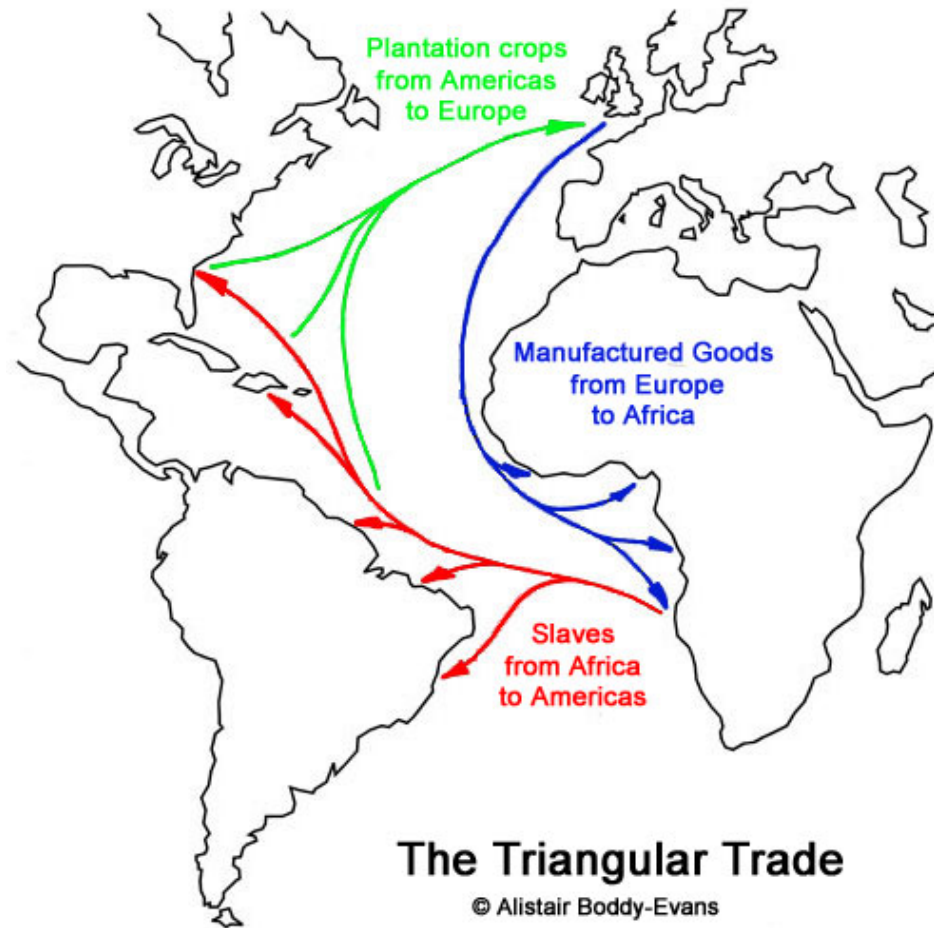 Plantation crops
from Americas
to Europe
Manufactured Goods
from Europe
to Africa
Slaves
from Africa
to Americas
The Triangular Trade
© Alistair Boddy-Evans